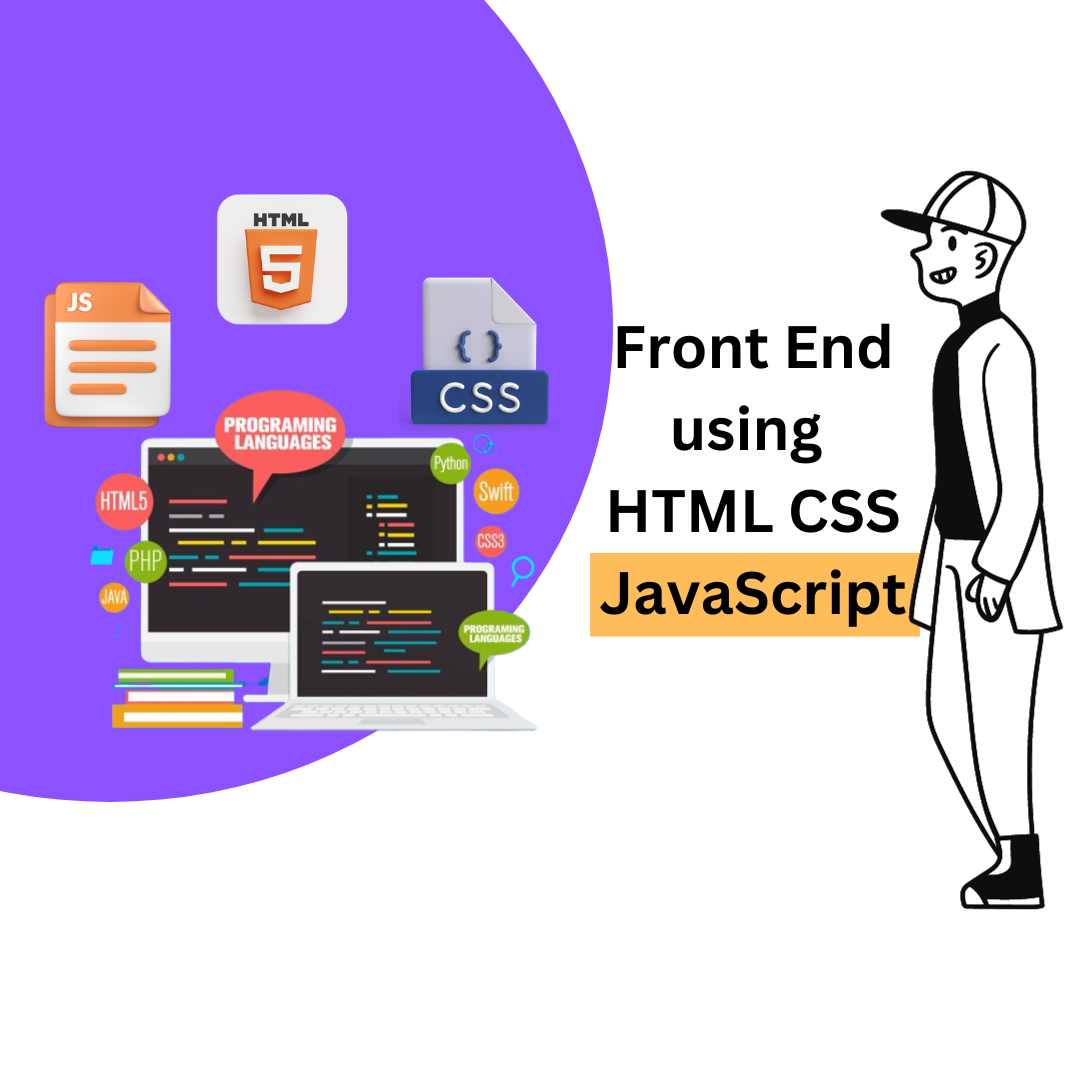 HTML
5
JS
CSS
PROGRAMING
LANGUAGES
Python
HTML5
Swift
CSS3
PHP
JAVA
PROGRAMING
LANGUAGES
Front End
using
HTML CSS
JavaScript